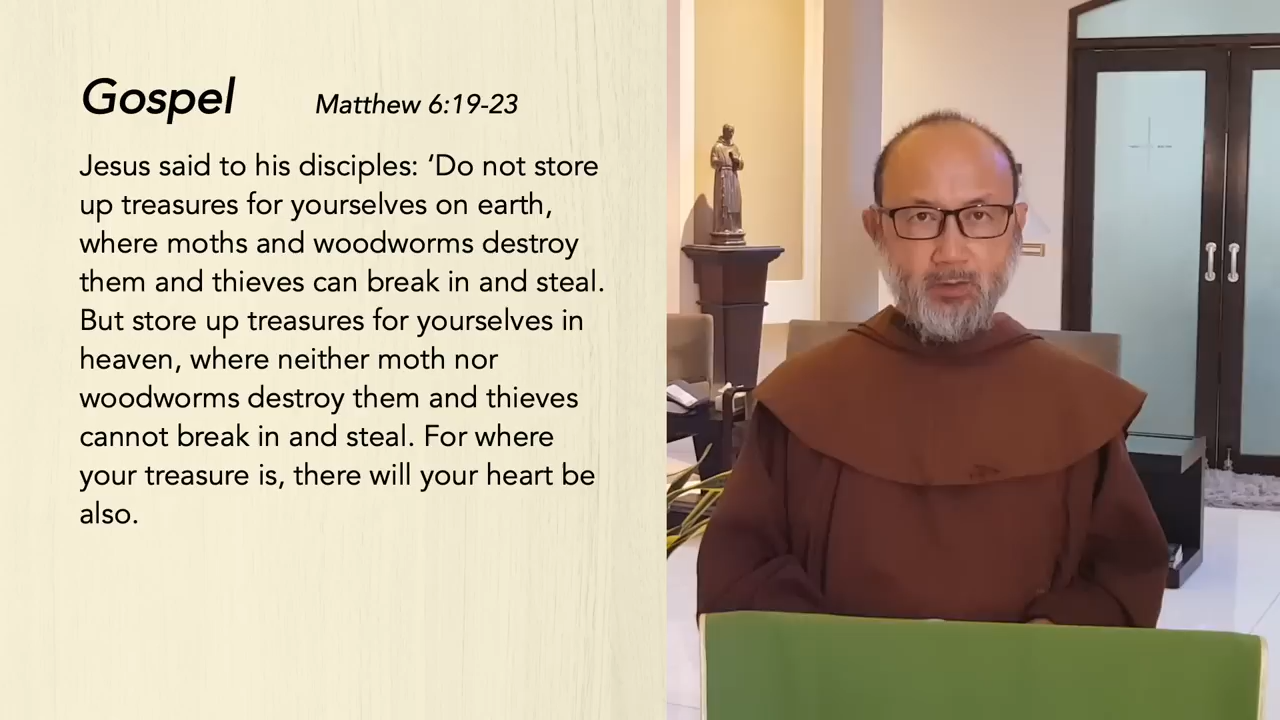 Gospel Matthew 6:19-23
Jesus said to his disciples: ‘Do not store
up treasures for yourselves on earth,
where moths and woodworms destroy
them and thieves can break in and steal.
But store up treasures for yourselves in
heaven, where neither moth nor
woodworms destroy them and thieves
cannot break in and steal. For where
your treasure is, there will your heart be
also.